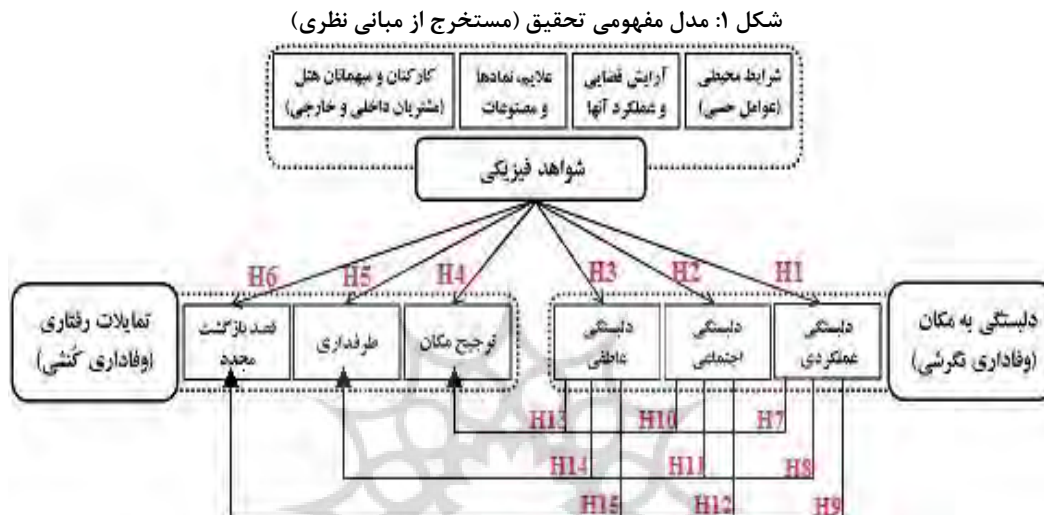 شکل ۱: مدل مفهومی تحقیق (مستخرج از مبانی نظری)
شرایط محیطی
(عوامل حسی)
آرایش فضایی
و عملکرد آنها
علایم، نمادها
و مصنوعات
کارکنان و میهمانان هتل
(مشتریان داخلی و خارجی)
شواهد فیزیکی
H1
H2
H3
H4
H5
H6
دلبستگی به مکان
(وفاداری نگرشی)
دلبستگی
عملکردی
دلبستگی
اجتماعی
دلبستگی
عاطفی
ترجیح مکان
طرفداری
قصد بازگشت
مجدد
تمایلات رفتاری
(وفاداری کُنشی)
H7
H10
H13
H8
H11
H14
H9
H12
H15